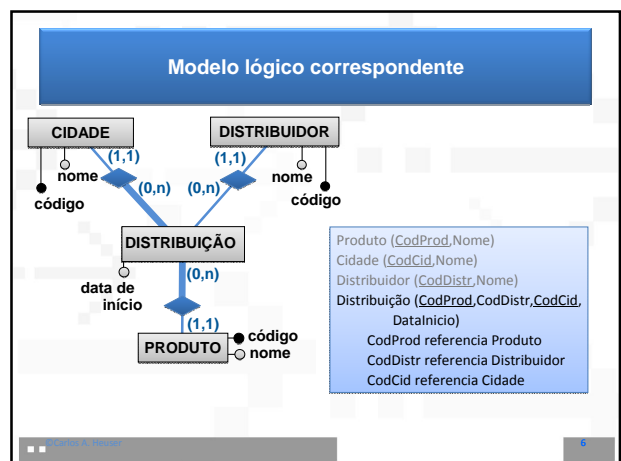 Modelo lógico correspondente
CIDADE
DISTRIBUIDOR
(1,1)
(1,1)
nome
(0,n)
(0,n)
nome
código
código
DISTRIBUIÇÃO
(0,n)
data de
início
(1,1)
código
PRODUTO
nome
Produto (CodProd,Nome)
Cidade (CodCid,Nome)
Distribuidor (CodDistr,Nome)
Distribuição (CodProd,CodDistr,CodCid,
DataInicio)
CodProd referencia Produto
CodDistr referencia Distribuidor
CodCid referencia Cidade
©Carlos A. Heuser
6